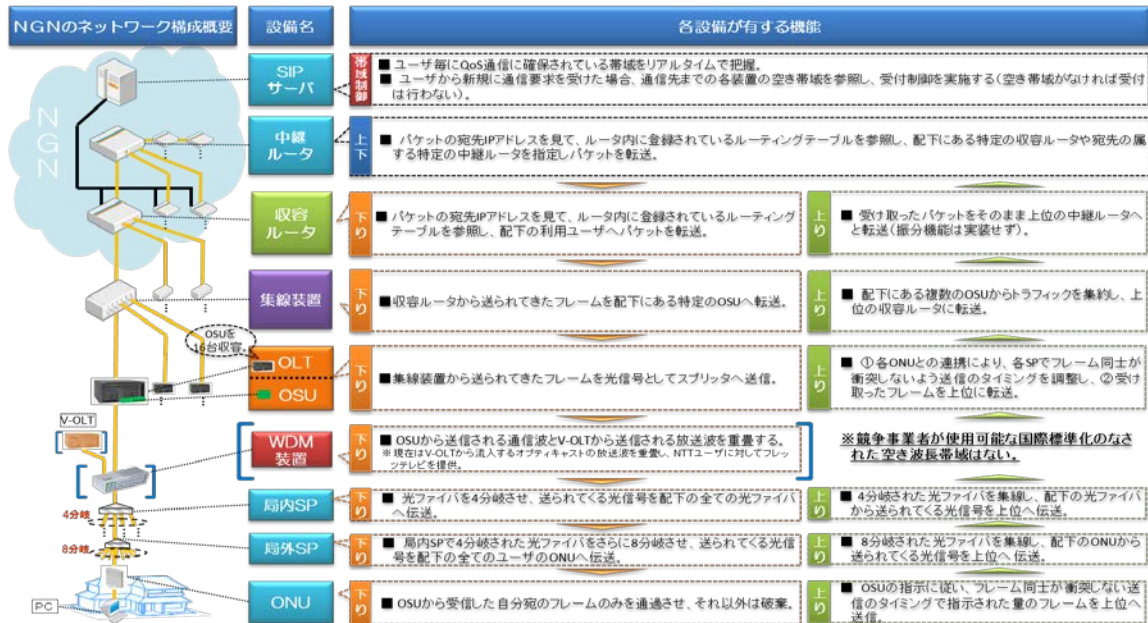 NGNのネットワーク構成概要
設備名
各設備が有する機能
NGN
SIP
サーバ
帯域制御
■ ユーザ毎にQoS通信に確保されている帯域をリアルタイムで把握。
■ ユーザから新規に通信要求を受けた場合、通信先までの各装置の空き帯域を参照し、受付制御を実施する(空き帯域がなければ受付
は行わない)。
中継
ルータ
上下
■ パケットの宛先IPアドレスを見て、ルータ内に登録されているルーティングテーブルを参照し、配下にある特定の収容ルータや宛先の属
する特定の中継ルータを指定しパケットを転送。
収容
ルータ
下り
■ パケットの宛先IPアドレスを見て、ルータ内に登録されているルーティング
テーブルを参照し、配下の利用ユーザへパケットを転送。
上り
■ 受け取ったパケットをそのまま上位の中継ルータへ
と転送(振分機能は実装せず)。
集線装置
下り
■収容ルータから送られてきたフレームを配下にある特定のOSUへ転送。
上り
■ 配下にある複数のOSUからトラフィックを集約し、上
位の収容ルータに転送。
OSUを
16台収容。
OLT
OSU
下り
■集線装置から送られてきたフレームを光信号としてスプリッタへ送信。
上り
■ ①各ONUとの連携により、各SPでフレーム同士が
衝突しないよう送信のタイミングを調整し、②受け
取ったフレームを上位に転送。
V-OLT
WDM
装置
下り
■ OSUから送信される通信波とV-OLTから送信される放送波を重畳する。
※現在はV-OLTから流入するオプティキャストの放送波を重畳し、NTTユーザに対してフレッ
ツテレビを提供。
※競争事業者が使用可能な国際標準化のなさ
れた空き波長帯域はない。
4分岐
局内SP
下り
■ 光ファイバを4分岐させ、送られてくる光信号を配下の全ての光ファイバ
へ伝送。
上り
■ 4分岐された光ファイバを集線し、配下の光ファイバ
から送られてくる光信号を上位へ伝送。
8分岐
局外SP
下り
■ 局内SPで4分岐された光ファイバをさらに8分岐させ、送られてくる光信
号を配下の全てのユーザのONUへ伝送。
上り
■ 8分岐された光ファイバを集線し、配下のONUから
送られてくる光信号を上位へ伝送。
PC
ONU
下り
■ OSUから受信した自分宛のフレームのみを通過させ、それ以外は破棄。
上り
■ OSUの指示に従い、フレーム同士が衝突しない送
信のタイミングで指示された量のフレームを上位へ
送信。